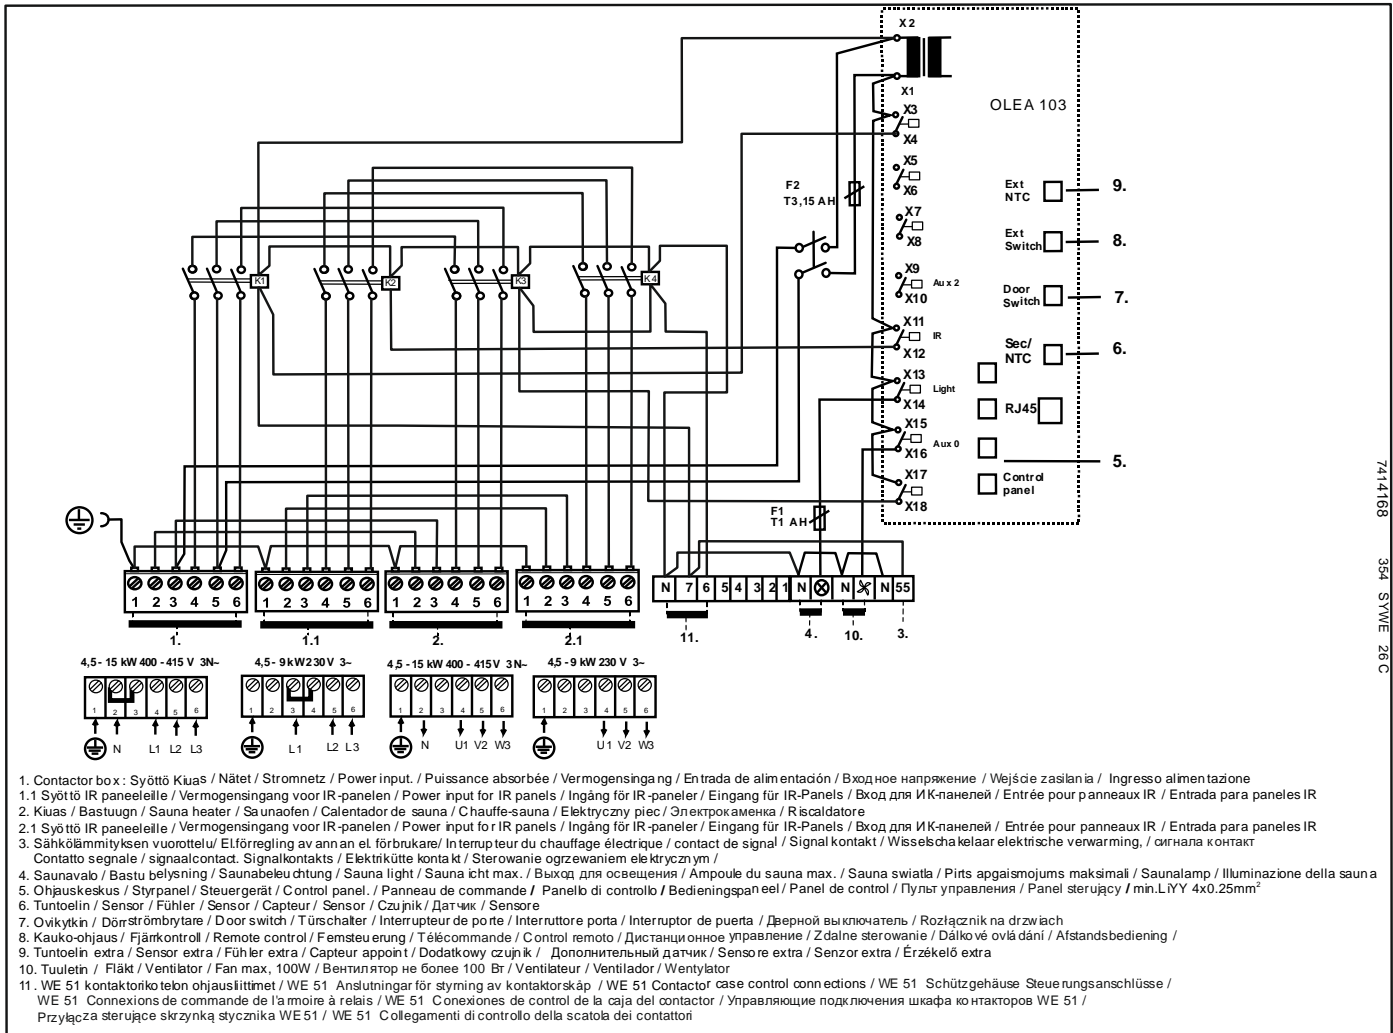 X2
X1
OLEA 103
X3
X4
X5
X6
X7
X8
X9
Aux 2
X10
X11
IR
X12
X13
Light
X14
X15
Aux 0
X16
X17
X18
Ext NTC
9.
Ext Switch
8.
Door Switch
7.
Sec/ NTC
6.
RJ45
5.
Control panel
F2
T3,15 AH
F1
T1 AH
K1
K2
K3
K4
1 2 3 4 5 6
1 2 3 4 5 6
1 2 3 4 5 6
1 2 3 4 5 6
N 7 6 5 4 3 2 1 N N N 55
1. 1.1 2. 2.1 11. 4. 10. 3.
4,5 - 15 kW 400 - 415 V 3N~
4,5 - 9 kW 230 V 3~
4,5 - 15 kW 400 - 415 V 3N~
4,5 - 9 kW 230 V 3~
1 2 3 4 5 6
1 2 3 4 5 6
1 2 3 4 5 6
1 2 3 4 5 6
N L1 L2 L3
L1 L2 L3
N U1 V2 W3
U1 V2 W3
7414168 354 SYWE 26 C
1. Contactor box : Syöttö Kiuas / Nätet / Stromnetz / Power input. / Puissance absorbée / Vermogensingang / Entrada de alimentación / Входное напряжение / Wejście zasilania / Ingresso alimentazione
1.1 Syöttö IR paneeleille / Vermogensingang voor IR-panelen / Power input for IR panels / Ingång för IR-paneler / Eingang für IR-Panels / Вход для ИК-панелей / Entrée pour panneaux IR / Entrada para paneles IR
2. Kiuas / Bastuugn / Sauna heater / Saunaofen / Calentador de sauna / Chauffe-sauna / Elektryczny piec / Электрокаменка / Riscaldatore
2.1 Syöttö IR paneeleille / Vermogensingang voor IR-panelen / Power input for IR panels / Ingång för IR-paneler / Eingang für IR-Panels / Вход для ИК-панелей / Entrée pour panneaux IR / Entrada para paneles IR
3. Sähkölämmityksen vuorottelu/ El.förregling av annan el. förbrukare/ Interrupteur du chauffage électrique / contact de signal / Signal kontakt / Wisselschakelaar elektrische verwarming, / сигнала контакт
Contatto segnale / signaalcontact. Signalkontakts / Elektrikütte kontakt / Sterowanie ogrzewaniem elektrycznym /
4. Saunavalo / Bastu belysning / Saunabeleuchtung / Sauna light / Sauna icht max. / Выход для освещения / Ampoule du sauna max. / Sauna swiatla / Pirts apgaismojums maksimali / Saunalamp / Illuminazione della sauna
5. Ohjauskeskus / Styrpanel / Steuergerät / Control panel. / Panneau de commande / Panello di controllo / Bedieningspaneel / Panel de control / Пульт управления / Panel sterujący / min.LiYY 4x0.25mm²
6. Tuntoelin / Sensor / Fühler / Sensor / Capteur / Sensor / Czujnik / Датчик / Sensore
7. Ovikytkin / Dörrströmbrytare / Door switch / Türschalter / Interrupteur de porte / Interruttore porta / Interruptor de puerta / Дверной выключатель / Rozłącznik na drzwiach
8. Kauko-ohjaus / Fjärrkontroll / Remote control / Fernsteuerung / Télécommande / Control remoto / Дистанционное управление / Zdalne sterowanie / Dálkové ovládání / Afstandsbediening /
9. Tuntoelin extra / Sensor extra / Fühler extra / Capteur appoint / Dodatkowy czujnik / Дополнительный датчик / Sensore extra / Senzor extra / Érzékelő extra
10. Tuuletin / Fläkt / Ventilator / Fan max, 100W / Вентилятор не более 100 Вт / Ventilateur / Ventilador / Wentylator
11. WE 51 kontaktorikotelon ohjausliittimet / WE 51 Anslutningar för styrning av kontaktorskåp / WE 51 Contactor case control connections / WE 51 Schützgehäuse Steuerungsanschlüsse /
WE 51 Connexions de commande de l'armoire à relais / WE 51 Conexiones de control de la caja del contactor / Управляющие подключения шкафа контакторов WE 51 /
Przyłącza sterujące skrzynką stycznika WE 51 / WE 51 Collegamenti di controllo della scatola dei contattori